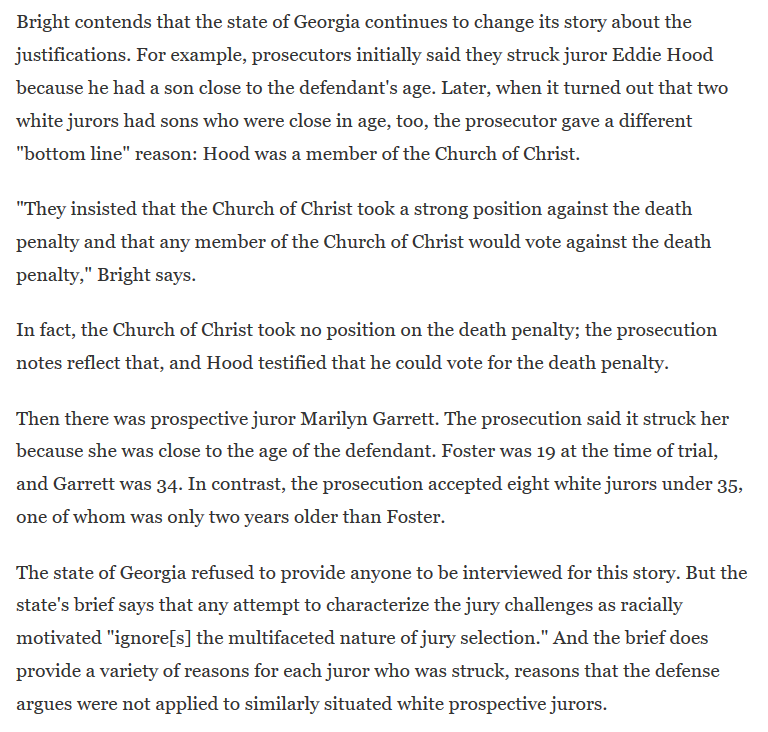 Bright contends that the state of Georgia continues to change its story about the
justifications. For example, prosecutors initially said they struck juror Eddie Hood
because he had a son close to the defendant's age. Later, when it turned out that two
white jurors had sons who were close in age, too, the prosecutor gave a different
"bottom line" reason: Hood was a member of the Church of Christ.
"They insisted that the Church of Christ took a strong position against the death
penalty and that any member of the Church of Christ would vote against the death
penalty," Bright says.
In fact, the Church of Christ took no position on the death penalty; the prosecution
notes reflect that, and Hood testified that he could vote for the death penalty.
Then there was prospective juror Marilyn Garrett. The prosecution said it struck her
because she was close to the age of the defendant. Foster was 19 at the time of trial,
and Garrett was 34. In contrast, the prosecution accepted eight white jurors under 35,
one of whom was only two years older than Foster.
The state of Georgia refused to provide anyone to be interviewed for this story. But the
state's brief says that any attempt to characterize the jury challenges as racially
motivated "ignore[s] the multifaceted nature of jury selection." And the brief does
provide a variety of reasons for each juror who was struck, reasons that the defense
argues were not applied to similarly situated white prospective jurors.